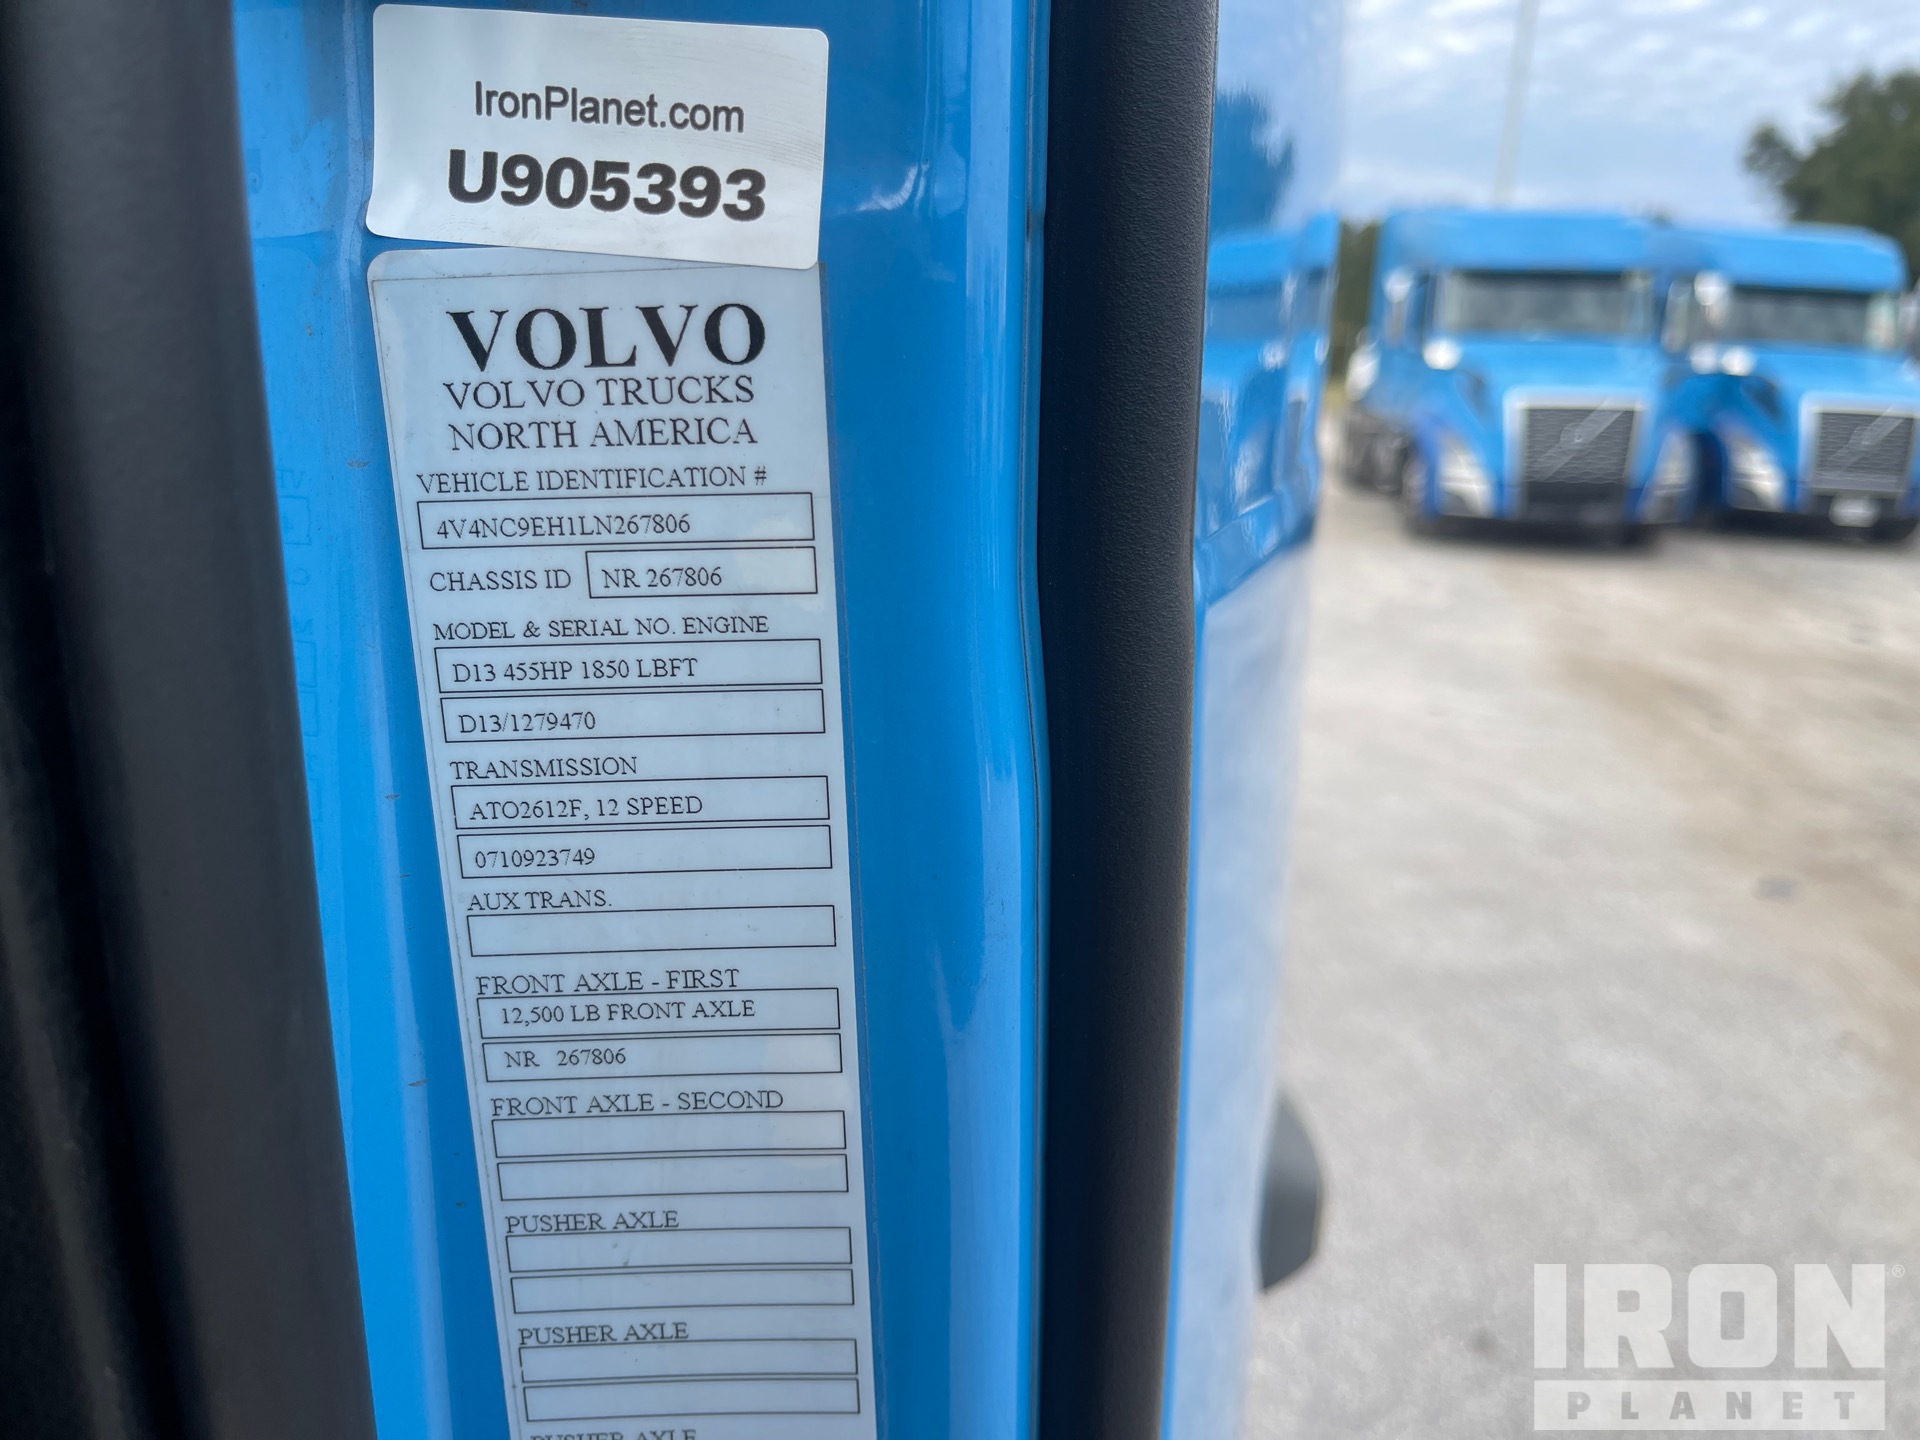 IronPlanet.com
U905393
VOLVO
VOLVO TRUCKS
NORTH AMERICA
VEHICLE IDENTIFICATION #
4V4NC9EH1LN267806
CHASSIS ID NR 267806
MODEL & SERIAL NO. ENGINE
D13 455HP 1850 LBFT
D13/1279470
TRANSMISSION
ATO2612F, 12 SPEED
0710923749
AUX TRANS.
FRONT AXLE - FIRST
12,500 LB FRONT AXLE
NR 267806
FRONT AXLE - SECOND
PUSHER AXLE
PUSHER AXLE
PUSHER AXLE
IRON®
PLANET